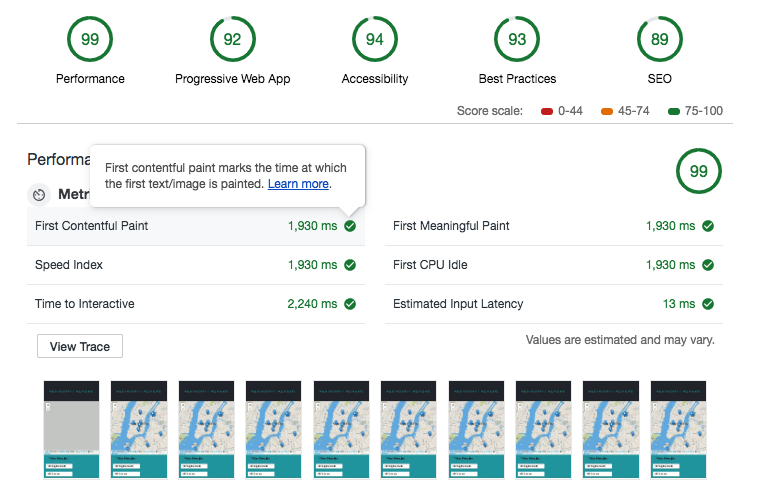 99 92 94 93 89
Performance Progressive Web App Accessibility Best Practices SEO
Score scale: 0-44 45-74 75-100
Performa
First contentful paint marks the time at which
the first text/image is painted. Learn more.
99
Metri
First Contentful Paint 1,930 ms First Meaningful Paint 1,930 ms
Speed Index 1,930 ms First CPU Idle 1,930 ms
Time to Interactive 2,240 ms Estimated Input Latency 13 ms
View Trace Values are estimated and may vary.